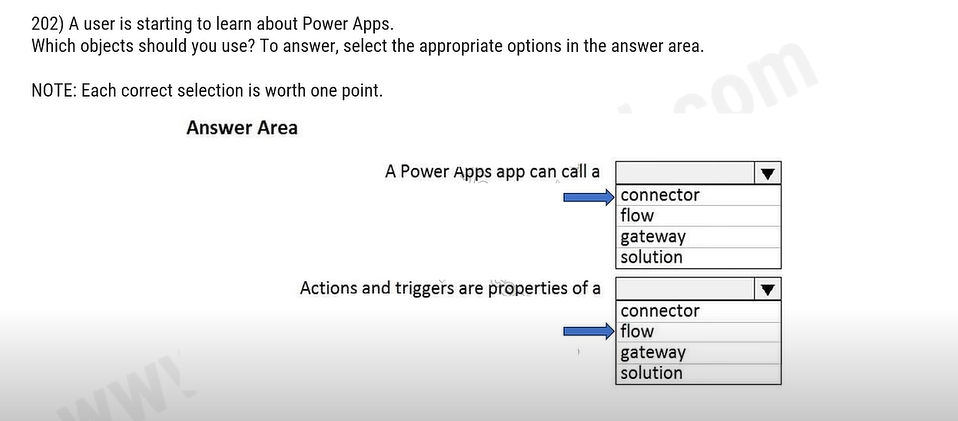 202) A user is starting to learn about Power Apps.
Which objects should you use? To answer, select the appropriate options in the answer area.
NOTE: Each correct selection is worth one point.
.com
Answer Area
A Power Apps app can call a
connector
flow
gateway
solution
Actions and triggers are properties of a
connector
flow
gateway
solution